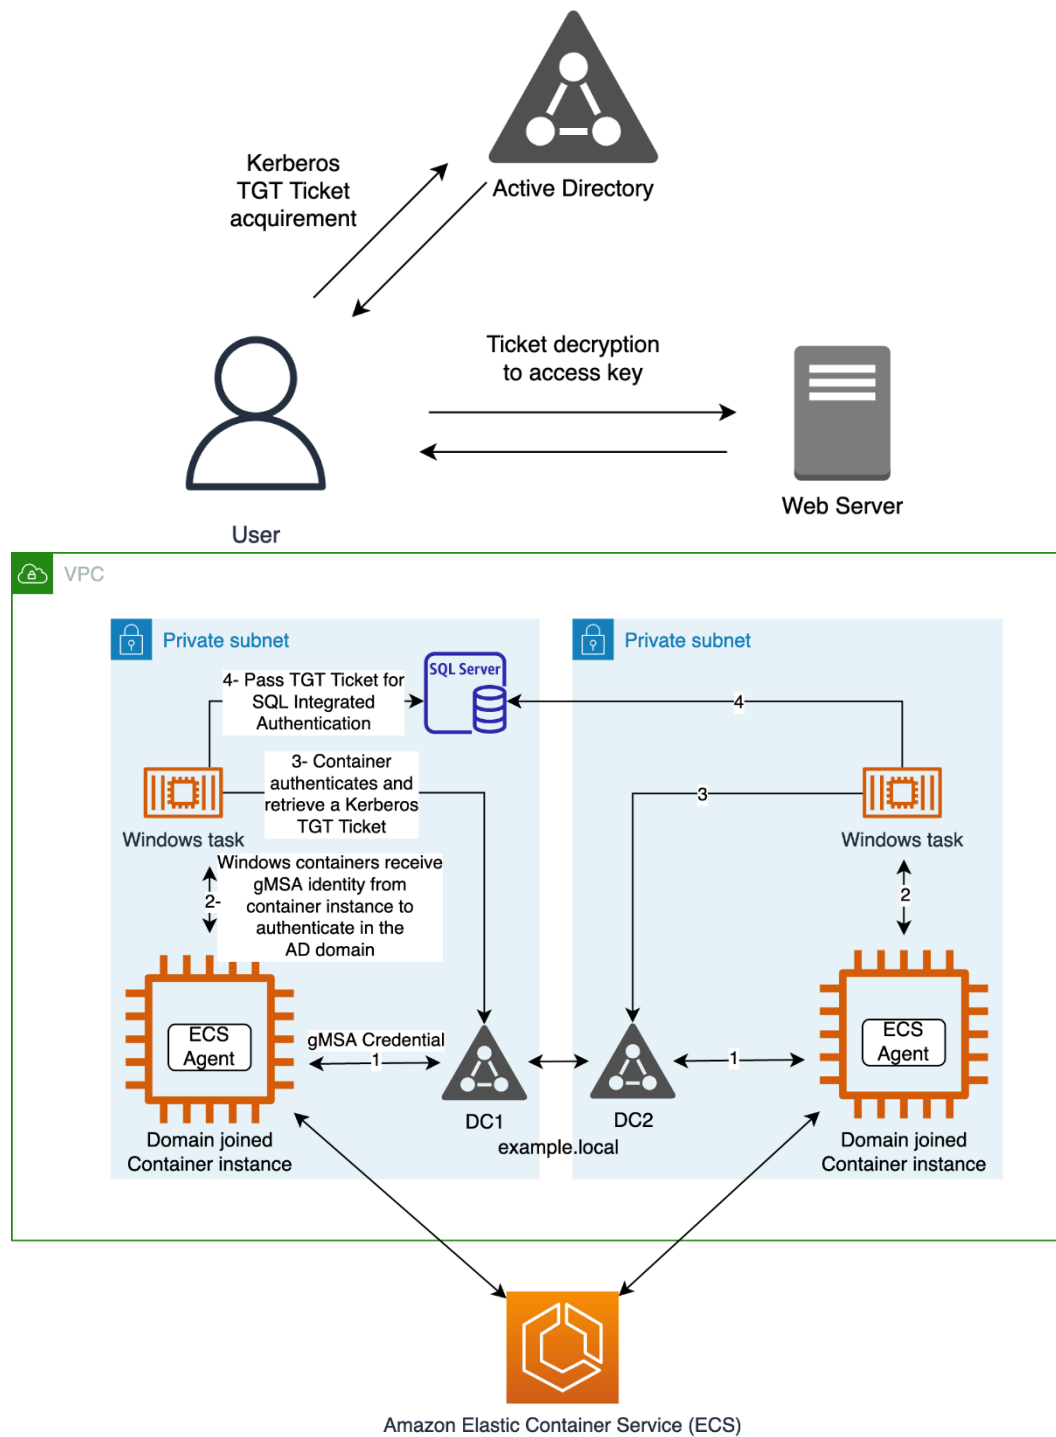 Kerberos
TGT Ticket
acquirement
Active Directory
Ticket decryption
to access key
User
Web Server
VPC
Private subnet
Private subnet
4- Pass TGT Ticket for
SQL Integrated
Authentication
SQL Server
4
3- Container
authenticates and
retrieve a Kerberos
TGT Ticket
3
Windows task
Windows task
2-
Windows containers receive
gMSA identity from
container instance to
authenticate in the
AD domain
2
ECS
Agent
gMSA Credential
1
1
ECS
Agent
DC1
DC2
example.local
Domain joined
Container instance
Domain joined
Container instance
Amazon Elastic Container Service (ECS)